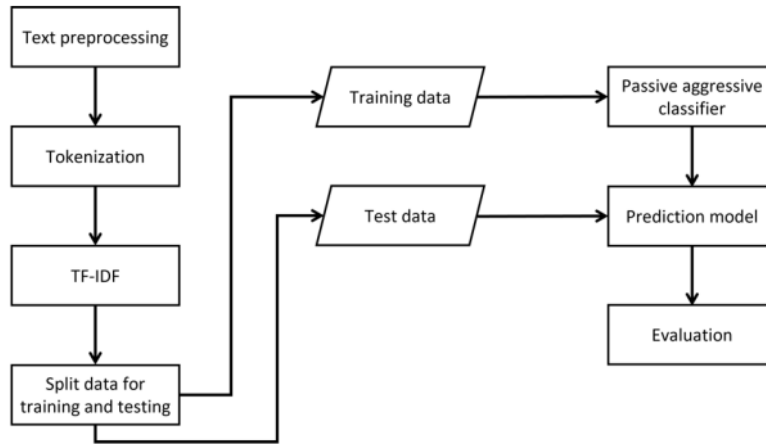 Text preprocessing
Tokenization
TF-IDF
Split data for
training and testing
Training data
Test data
Passive aggressive
classifier
Prediction model
Evaluation